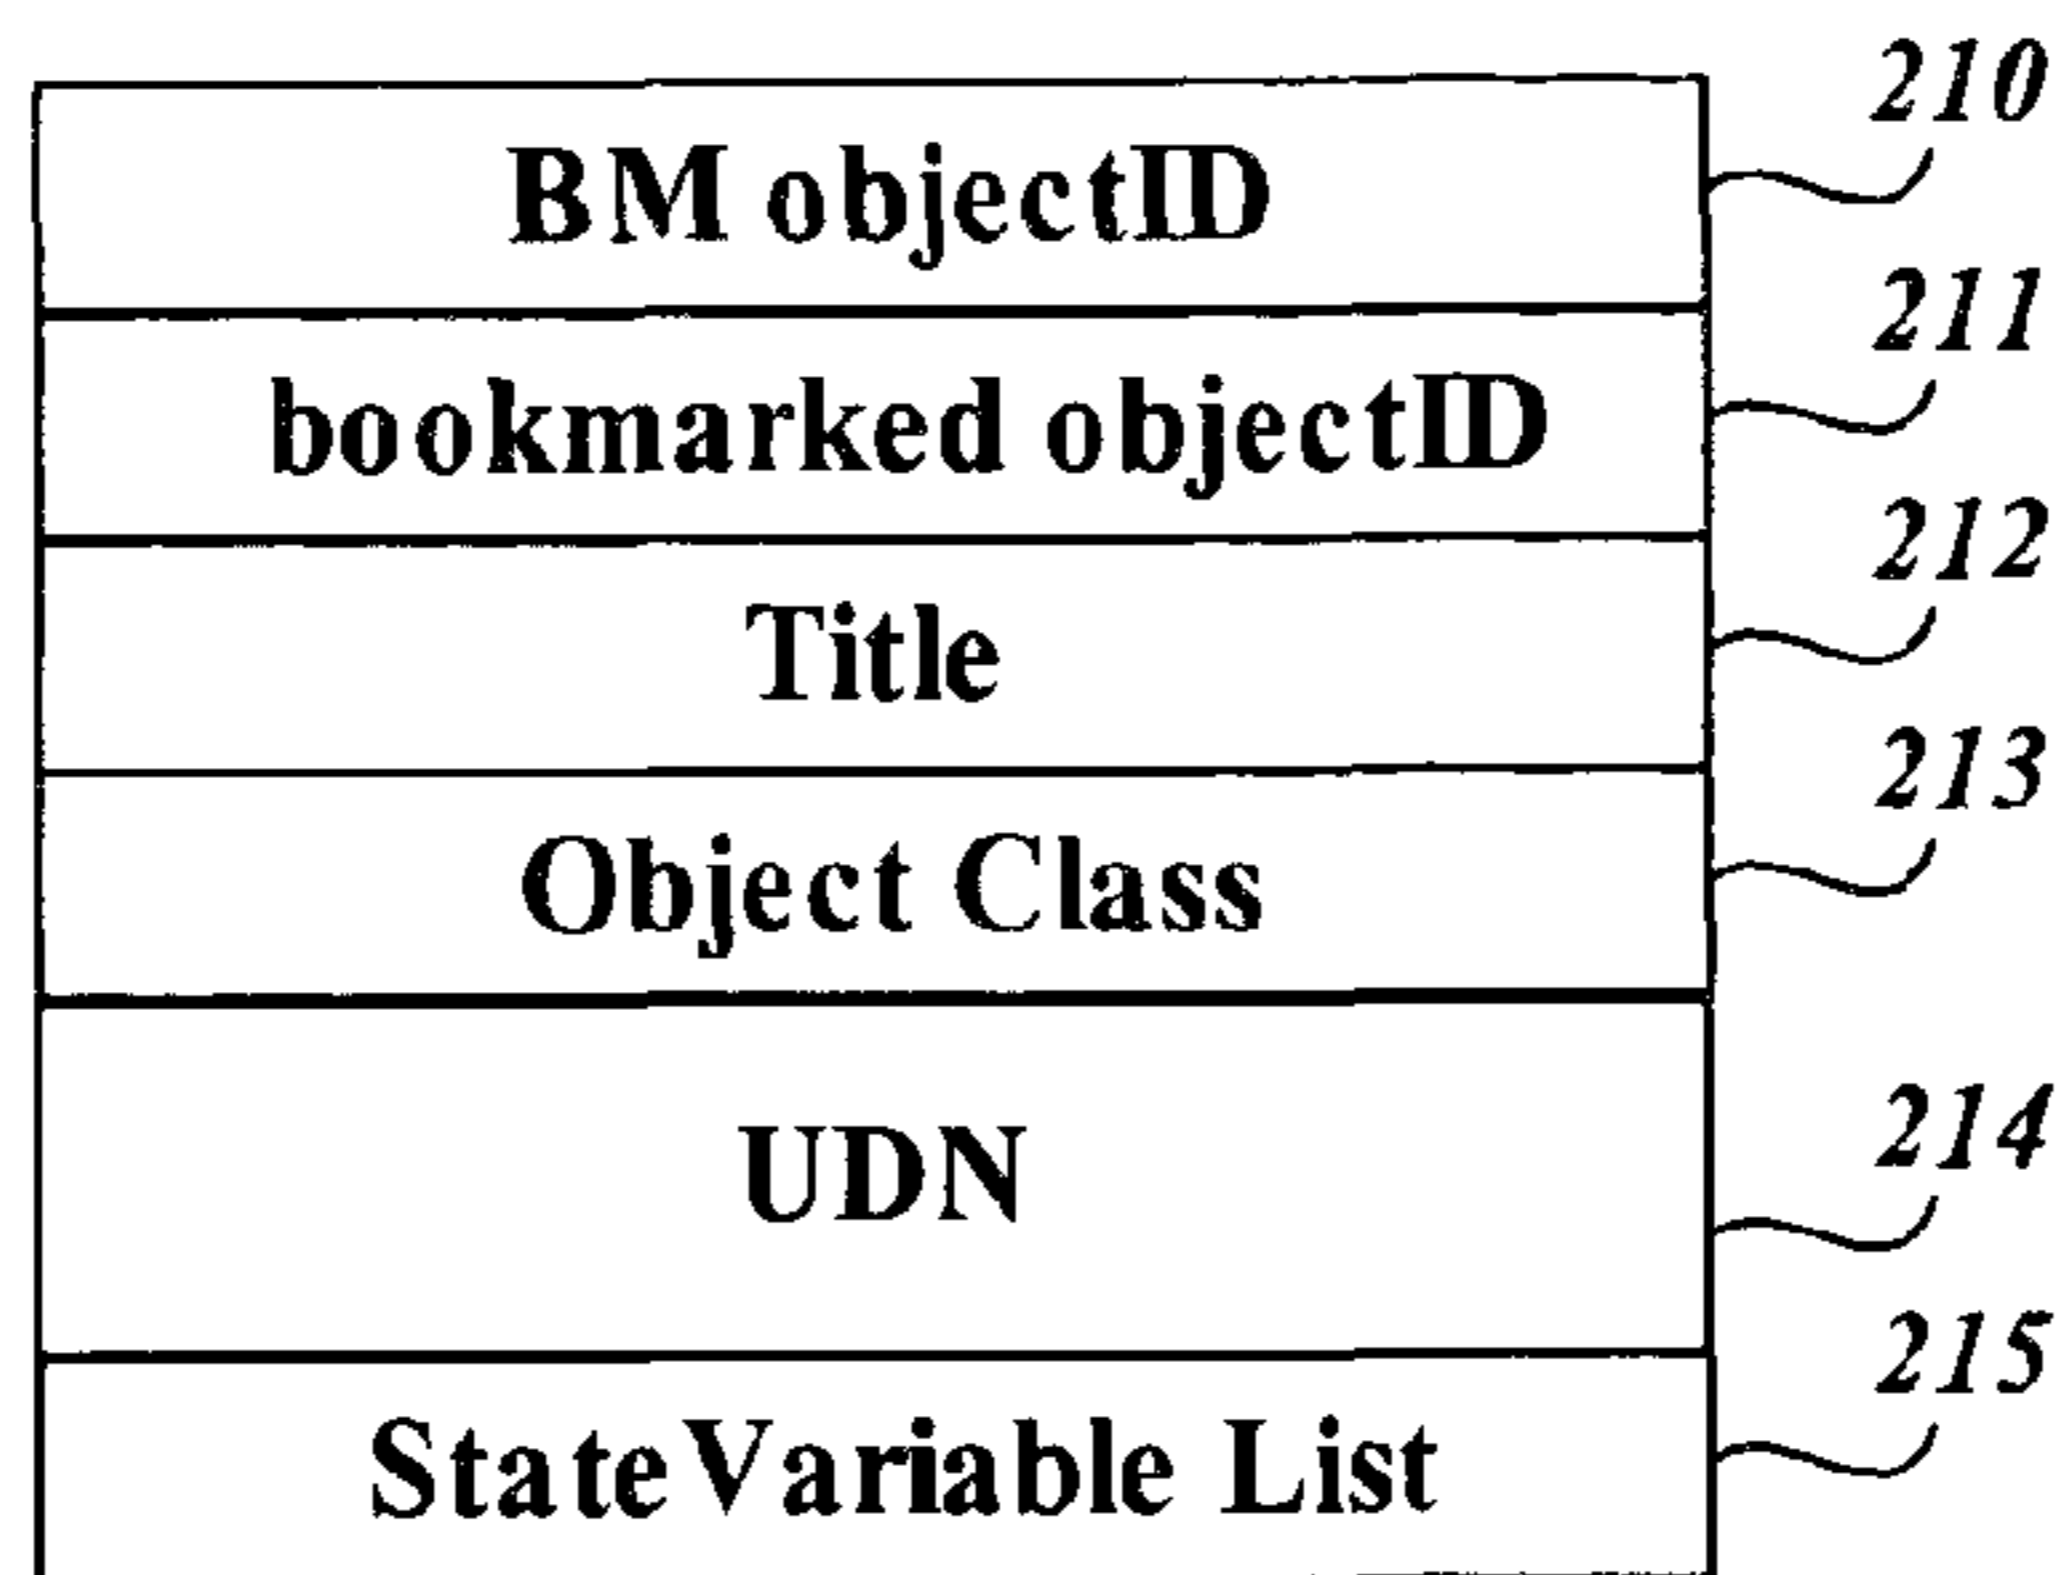 210
BM objectID
211
bookmarked objectID
212
Title
213
Object Class
214
UDN
215
StateVariable List